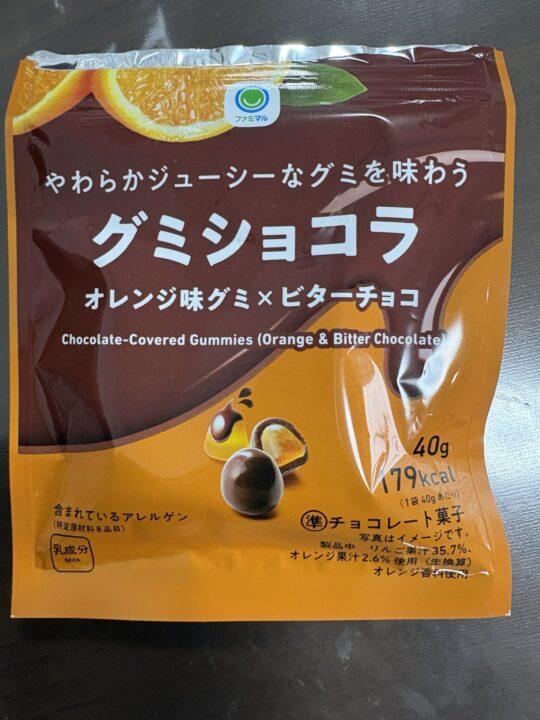 ファミマル
やわらかジューシーなグミを味わう
グミショコラ
オレンジ味グミ×ビターチョコ
Chocolate-Covered Gummies (Orange & Bitter Chocolate)
40g
179kcal
(1袋 40gあたり)
含まれているアレルゲン
(特定原材料8品目)
乳成分
Milk
準チョコレート菓子
写真はイメージです。
製品中 りんご果汁35.7%、
オレンジ果汁2.6%使用(生換算)
オレンジ香料使用